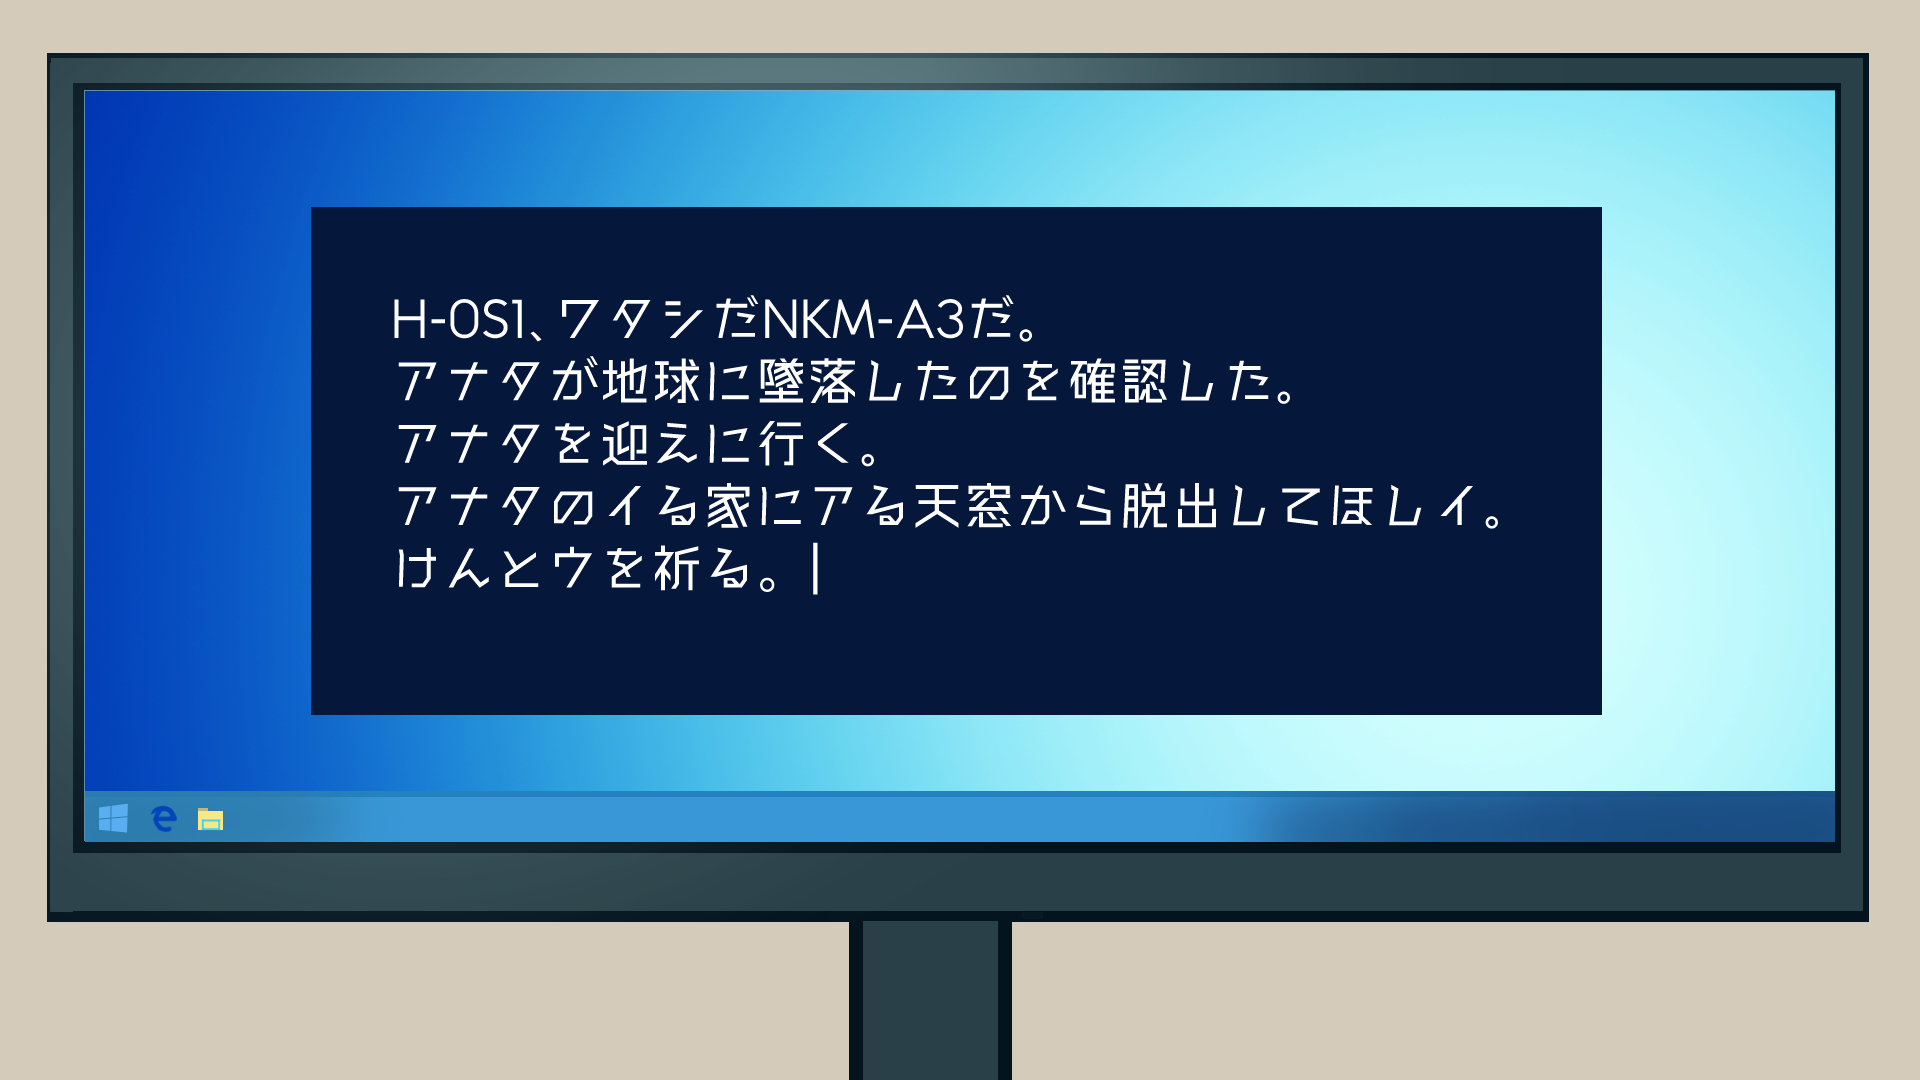 H-OS1、ワタシだNKM-A3だ。
アナタが地球に墜落したのを確認した。
アナタを迎えに行く。
アナタのイる家にアる天窓から脱出してほしイ。
けんとウを祈る。|